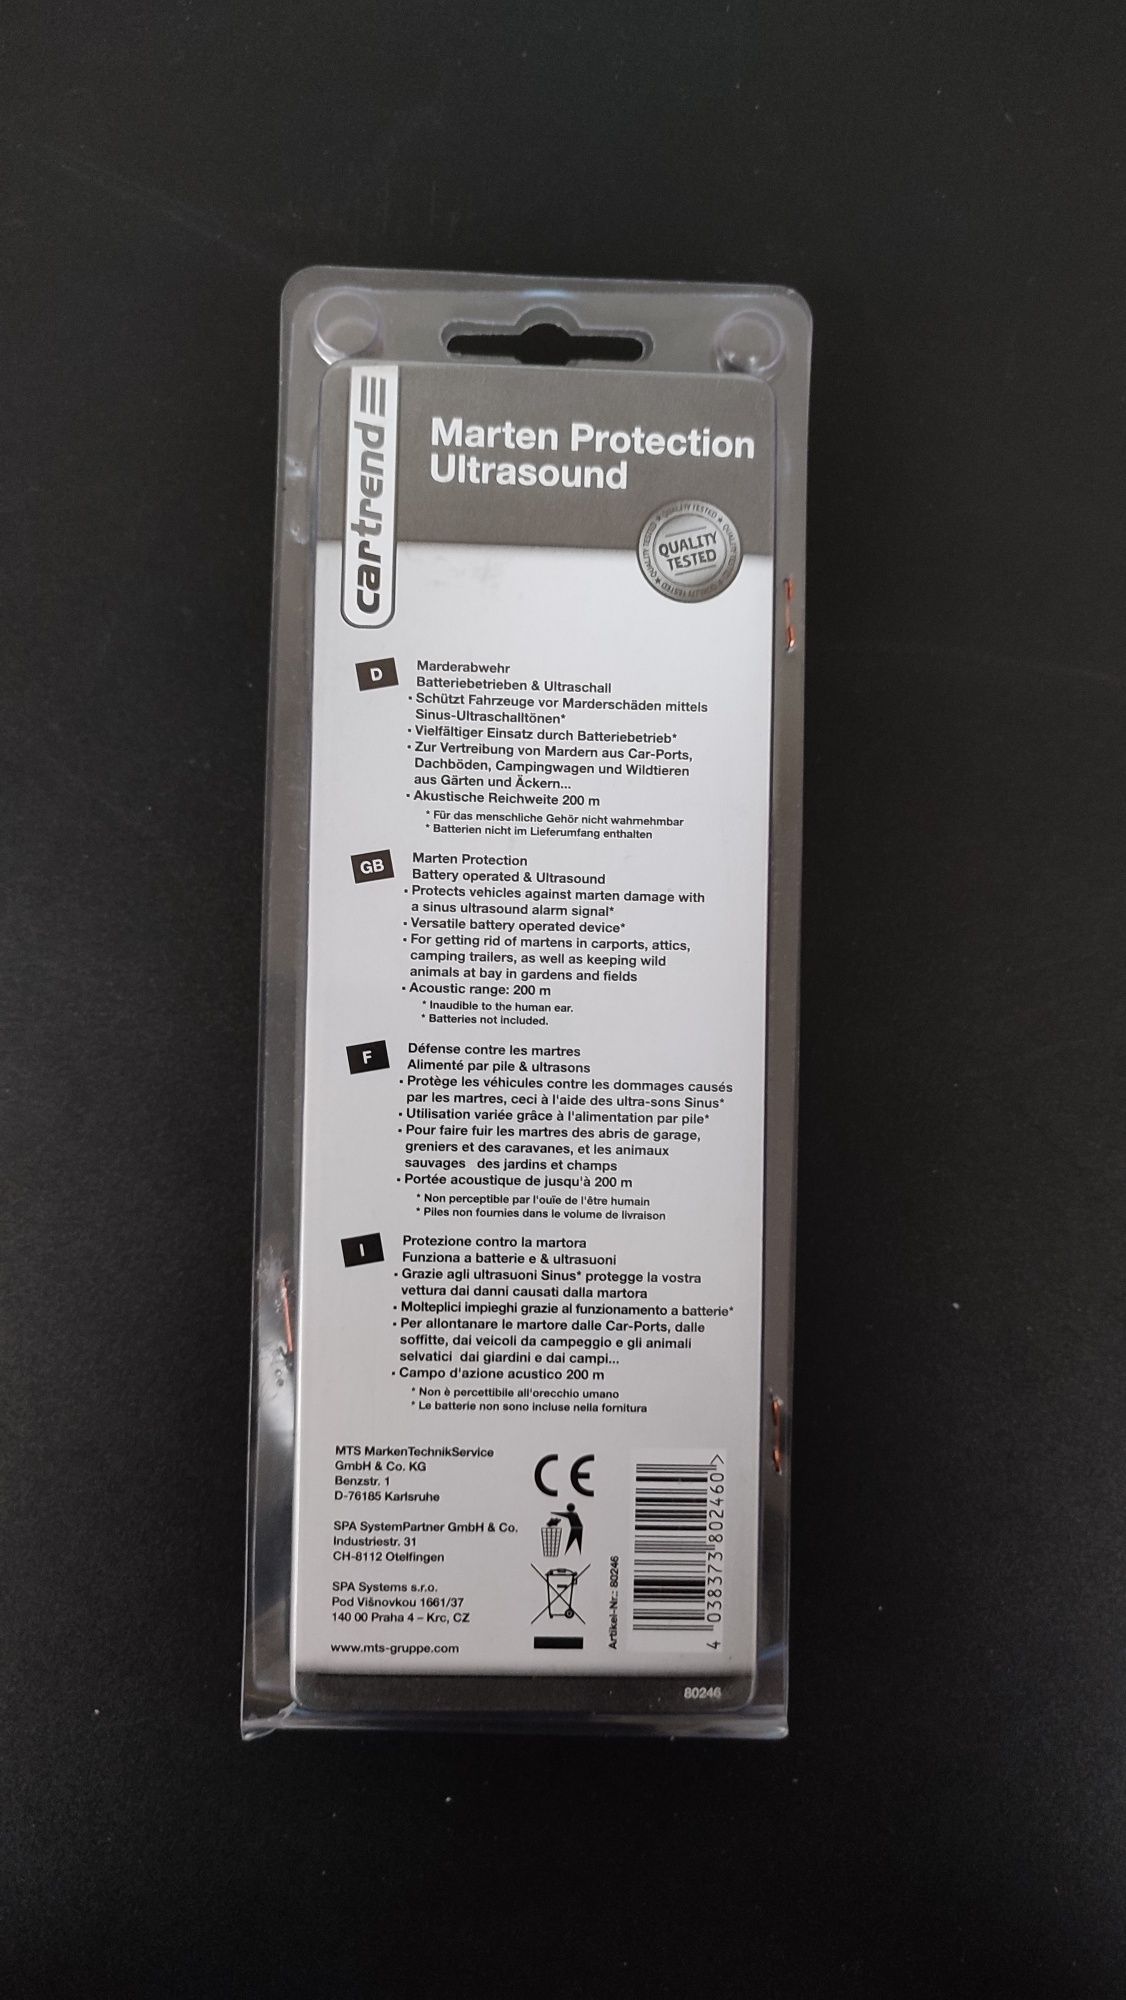 cartrend
Marten Protection
Ultrasound
QUALITY TESTED
QUALITY
TESTED
D
Marderabwehr
Batteriebetrieben & Ultraschall
· Schützt Fahrzeuge vor Marderschäden mittels
Sinus-Ultraschalltönen*
· Vielfältiger Einsatz durch Batteriebetrieb*
· Zur Vertreibung von Mardern aus Car-Ports,
Dachböden, Campingwagen und Wildtieren
aus Gärten und Äckern...
· Akustische Reichweite 200 m
* Für das menschliche Gehör nicht wahrnehmbar
* Batterien nicht im Lieferumfang enthalten
GB
Marten Protection
Battery operated & Ultrasound
· Protects vehicles against marten damage with
a sinus ultrasound alarm signal*
· Versatile battery operated device*
· For getting rid of martens in carports, attics,
camping trailers, as well as keeping wild
animals at bay in gardens and fields
· Acoustic range: 200 m
* Inaudible to the human ear.
* Batteries not included.
F
Défense contre les martres
Alimenté par pile & ultrasons
· Protège les véhicules contre les dommages causés
par les martres, ceci à l'aide des ultra-sons Sinus*
· Utilisation variée grâce à l'alimentation par pile*
· Pour faire fuir les martres des abris de garage,
greniers et des caravanes, et les animaux
sauvages des jardins et champs
· Portée acoustique de jusqu'à 200 m
* Non perceptible par l'ouïe de l'être humain
* Piles non fournies dans le volume de livraison
I
Protezione contro la martora
Funziona a batterie e & ultrasuoni
· Grazie agli ultrasuoni Sinus* protegge la vostra
vettura dai danni causati dalla martora
· Molteplici impieghi grazie al funzionamento a batterie*
· Per allontanare le martore dalle Car-Ports, dalle
soffitte, dai veicoli da campeggio e gli animali
selvatici dai giardini e dai campi...
· Campo d'azione acustico 200 m
* Non è percettibile all'orecchio umano
* Le batterie non sono incluse nella fornitura
MTS MarkenTechnikService
GmbH & Co. KG
Benzstr. 1
D-76185 Karlsruhe
SPA SystemPartner GmbH & Co.
Industriestr. 31
CH-8112 Otelfingen
SPA Systems s.r.o.
Pod Višnovkou 1661/37
140 00 Praha 4 – Krc, CZ
www.mts-gruppe.com
CE
Artikel-Nr.: 80246
4 038373 802460 >
80246